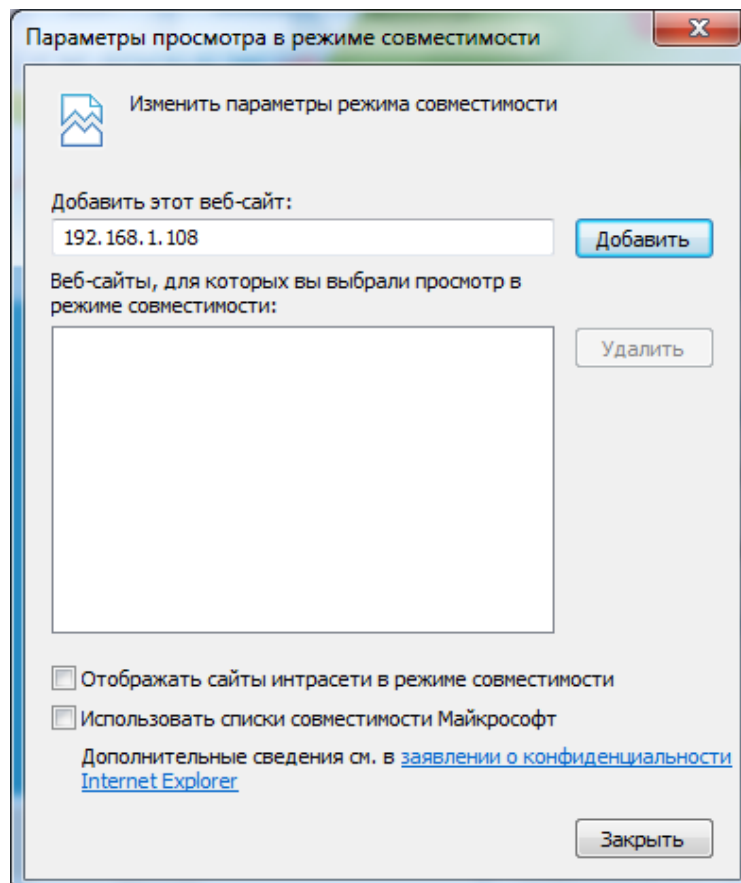 Параметры просмотра в режиме совместимости
Изменить параметры режима совместимости
Добавить этот веб-сайт:
192.168.1.108
Добавить
Веб-сайты, для которых вы выбрали просмотр в
режиме совместимости:
Удалить
Отображать сайты интрасети в режиме совместимости
Использовать списки совместимости Майкрософт
Дополнительные сведения см. в заявлении о конфиденциальности
Internet Explorer
Закрыть